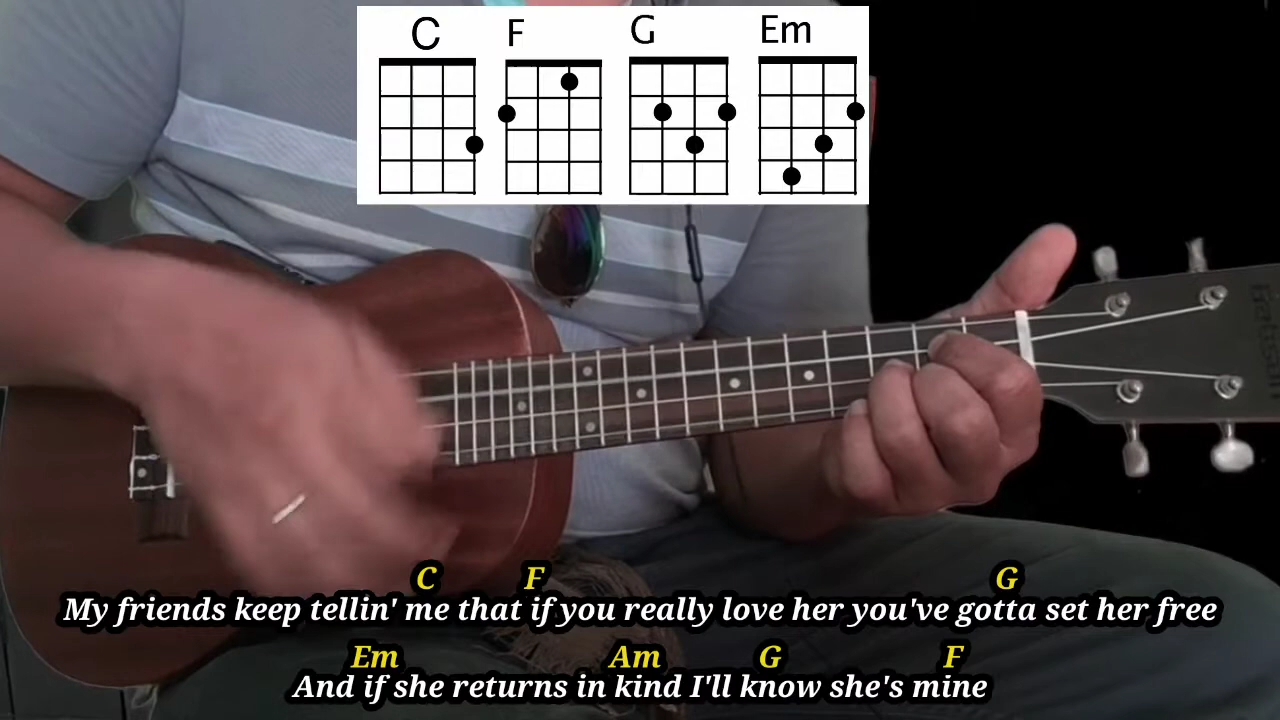 C F G Em
C F G
My friends keep tellin' me that if you really love her you've gotta set her free
Em Am G F
And if she returns in kind I'll know she's mine